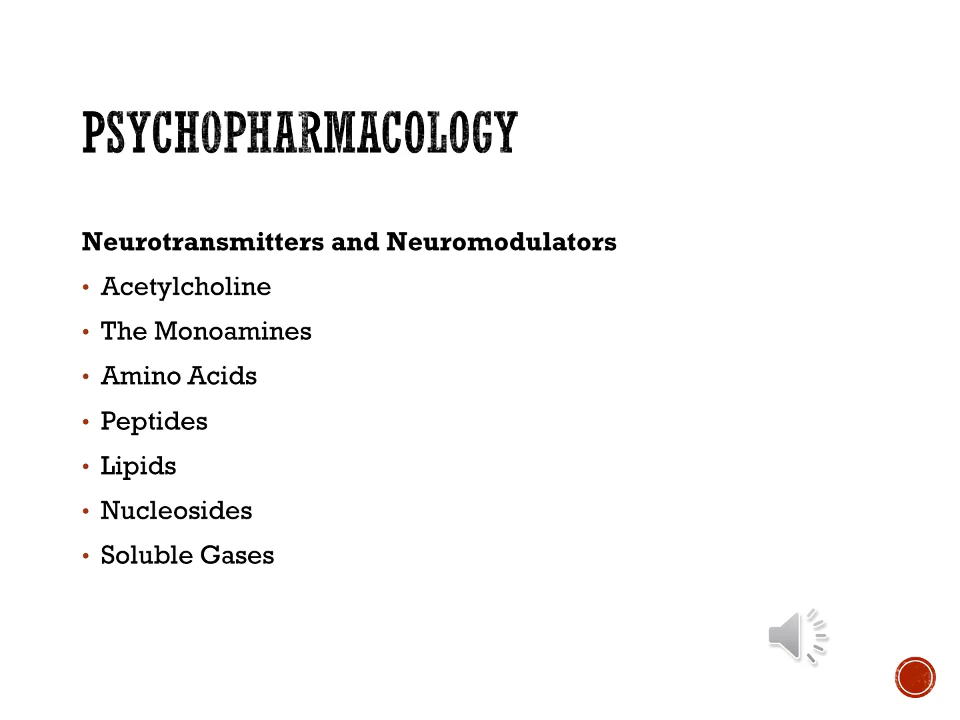 PSYCHOPHARMACOLOGY
Neurotransmitters and Neuromodulators
• Acetylcholine
• The Monoamines
• Amino Acids
• Peptides
• Lipids
• Nucleosides
• Soluble Gases